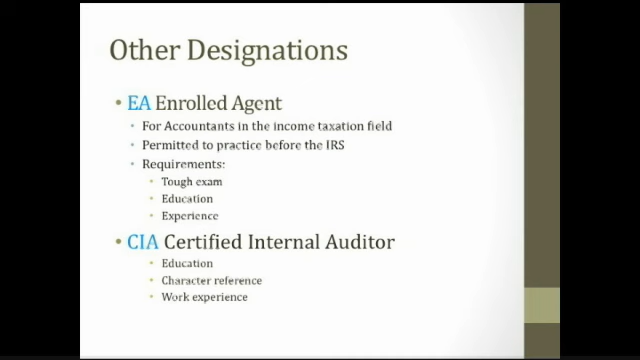 Other Designations
• EA Enrolled Agent
• For Accountants in the income taxation field
• Permitted to practice before the IRS
• Requirements:
• Tough exam
• Education
• Experience
• CIA Certified Internal Auditor
• Education
• Character reference
• Work experience